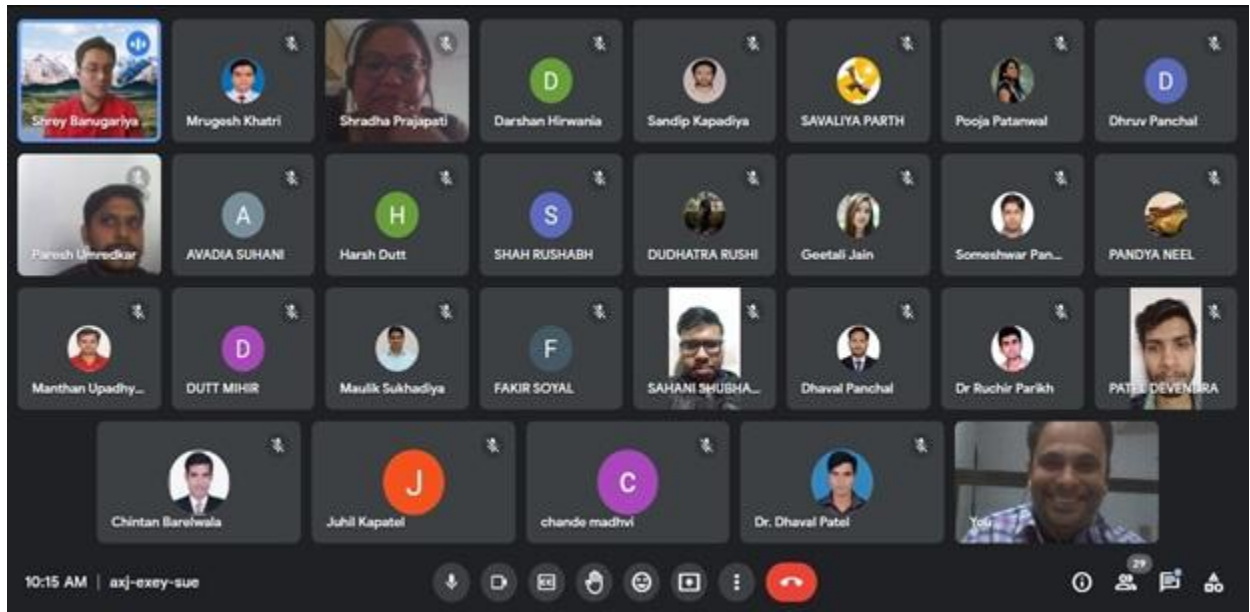 Shrey Banugariya
Mrugesh Khatri
Shradha Prajapati
D
Darshan Hirwania
Sandip Kapadiya
SAVALIYA PARTH
Pooja Patanwal
D
Dhruv Panchal
Paresh Umredkar
A
AVADIA SUHANI
H
Harsh Dutt
S
SHAH RUSHABH
DUDHATRA RUSHI
Geetali Jain
Someshwar Pan...
PANDYA NEEL
Manthan Upadhy...
D
DUTT MIHIR
Maulik Sukhadiya
F
FAKIR SOYAL
SAHANI SHUBHA...
Dhaval Panchal
Dr Ruchir Parikh
PATEL DEVENDRA
Chintan Barelwala
J
Juhil Kapatel
c
chande madhvi
Dr. Dhaval Patel
You
10:15 AM | axj-exey-sue
CC
29